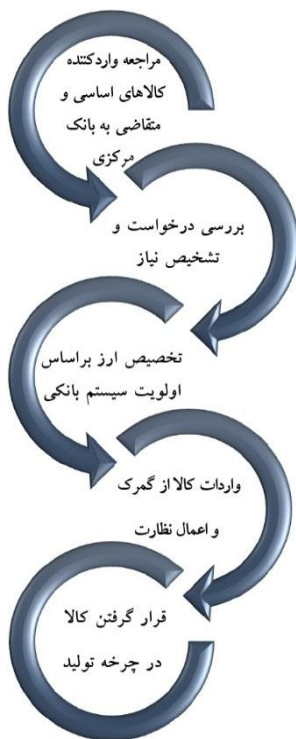 مراجعه واردکننده
کالاهای اساسی و
متقاضی به بانک
مرکزی
بررسی درخواست و
تشخیص نیاز
تخصیص ارز براساس
اولویت سیستم بانکی
واردات کالا از گمرک
و اعمال نظارت
قرار گرفتن کالا
در چرخه تولید